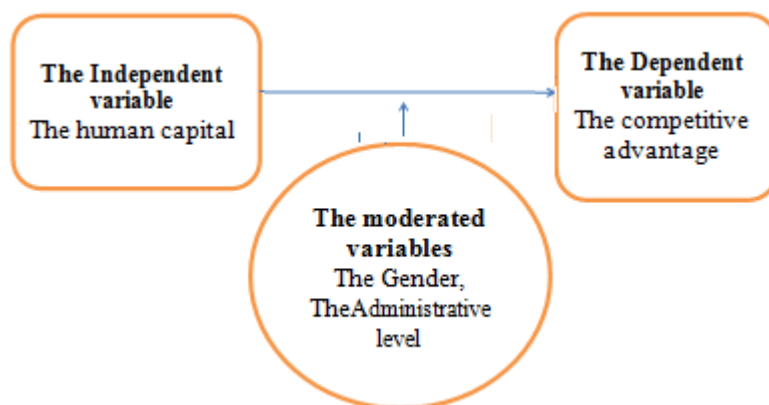 The Independent
variable
The human capital
The Dependent
variable
The competitive
advantage
The moderated
variables
The Gender,
TheAdministrative
level